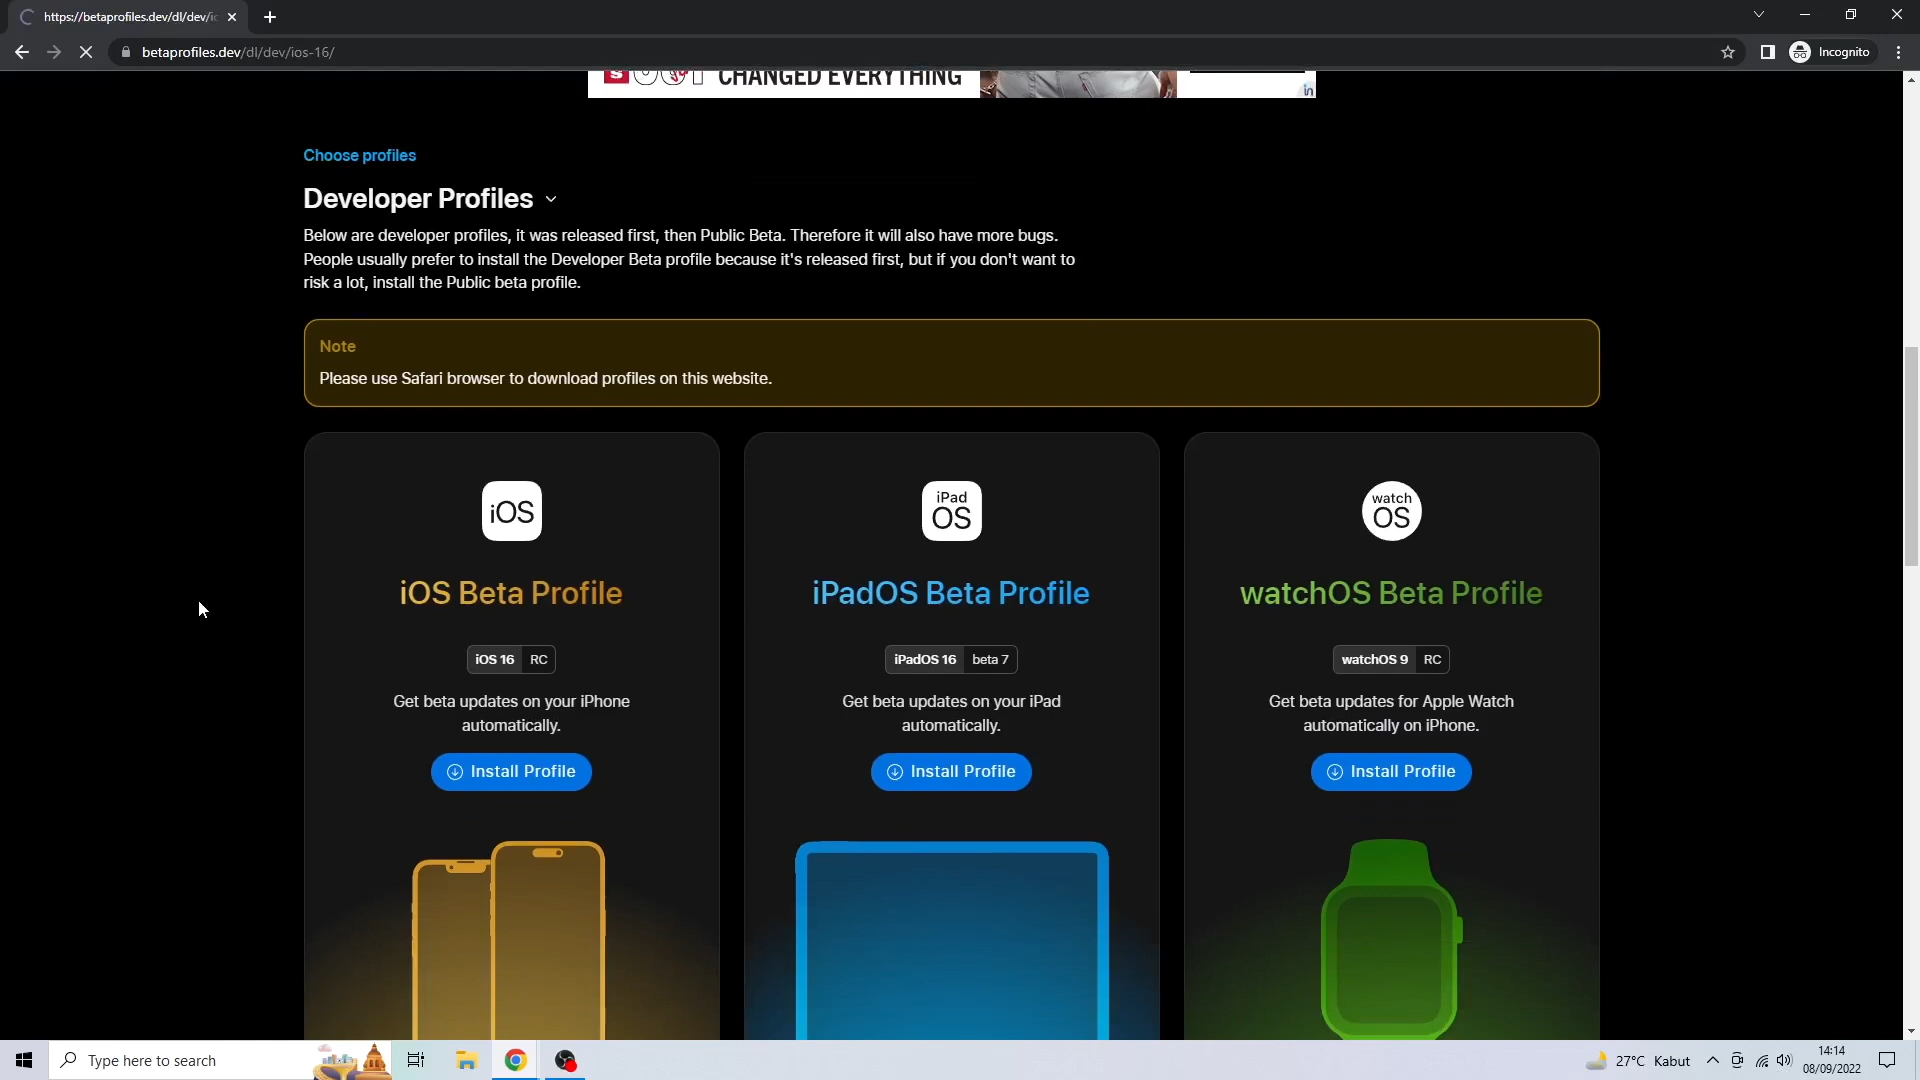 https://betaprofiles.dev/dl/dev/i
betaprofiles.dev/dl/dev/ios-16/
Incognito
CHANGED EVERYTHING
Choose profiles
Developer Profiles
Below are developer profiles, it was released first, then Public Beta. Therefore it will also have more bugs.
People usually prefer to install the Developer Beta profile because it's released first, but if you don't want to
risk a lot, install the Public beta profile.
Note
Please use Safari browser to download profiles on this website.
iOS
iPad
OS
watch
OS
iOS Beta Profile
iPadOS Beta Profile
watchOS Beta Profile
iOS 16 RC
iPadOS 16 beta 7
watchOS 9 RC
Get beta updates on your iPhone
automatically.
Get beta updates on your iPad
automatically.
Get beta updates for Apple Watch
automatically on iPhone.
Install Profile
Install Profile
Install Profile
Type here to search
27°C Kabut
14:14
08/09/2022